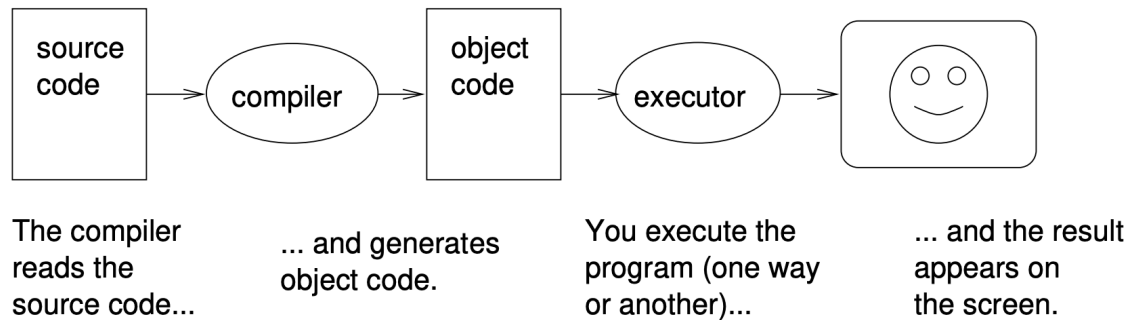 source
code
compiler
object
code
executor
The compiler
reads the
source code...
... and generates
object code.
You execute the
program (one way
or another)...
... and the result
appears on
the screen.